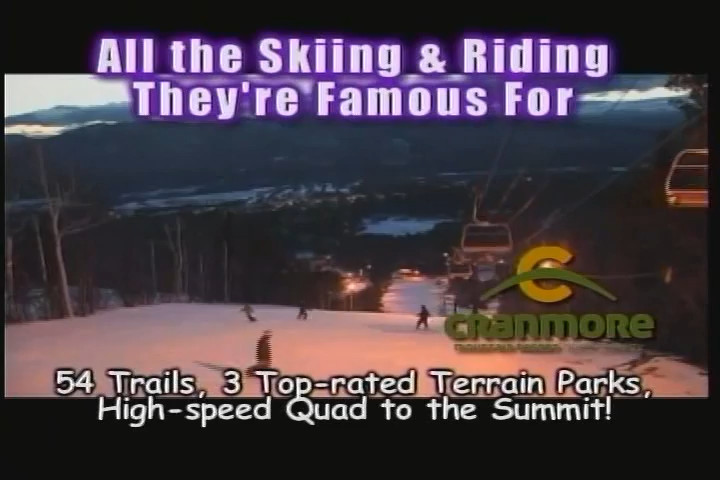 All the Skiing & Riding
They're Famous For
C
cranmore
54 Trails, 3 Top-rated Terrain Parks,
High-speed Quad to the Summit!